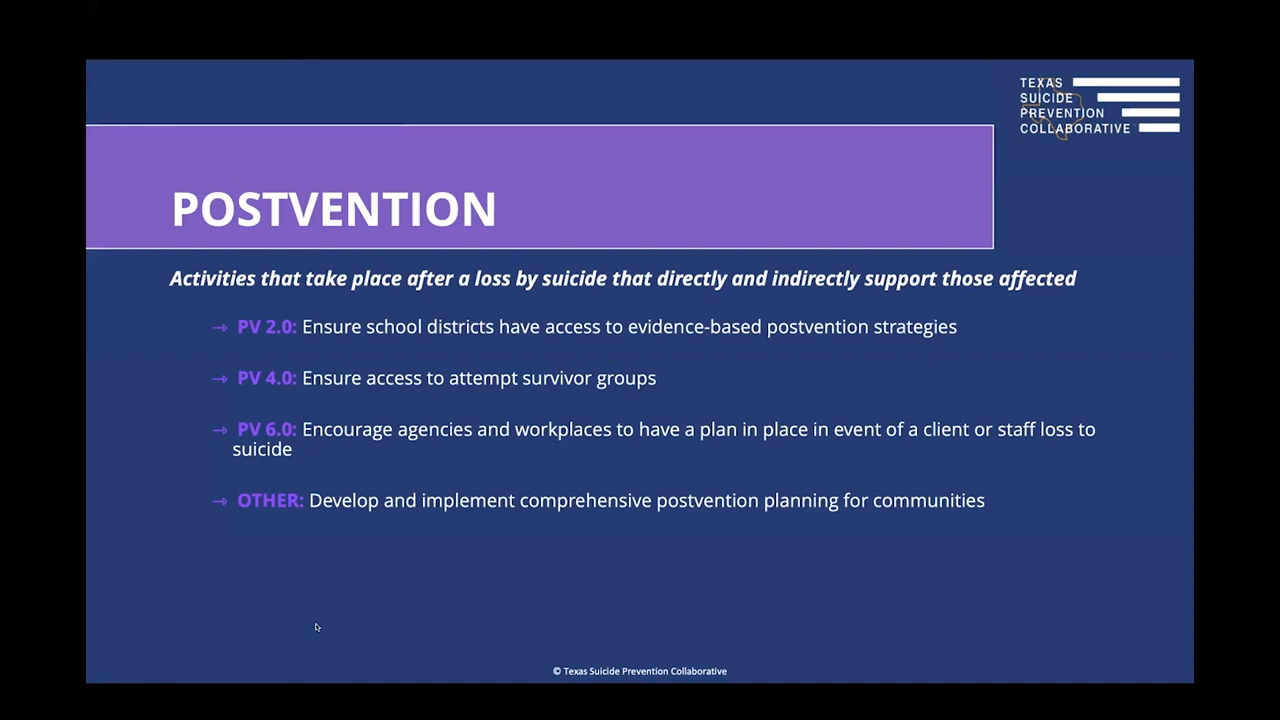 TEXAS
SUICIDE
PREVENTION
COLLABORATIVE
POSTVENTION
Activities that take place after a loss by suicide that directly and indirectly support those affected
→ PV 2.0: Ensure school districts have access to evidence-based postvention strategies
→ PV 4.0: Ensure access to attempt survivor groups
→ PV 6.0: Encourage agencies and workplaces to have a plan in place in event of a client or staff loss to
suicide
→ OTHER: Develop and implement comprehensive postvention planning for communities
© Texas Suicide Prevention Collaborative